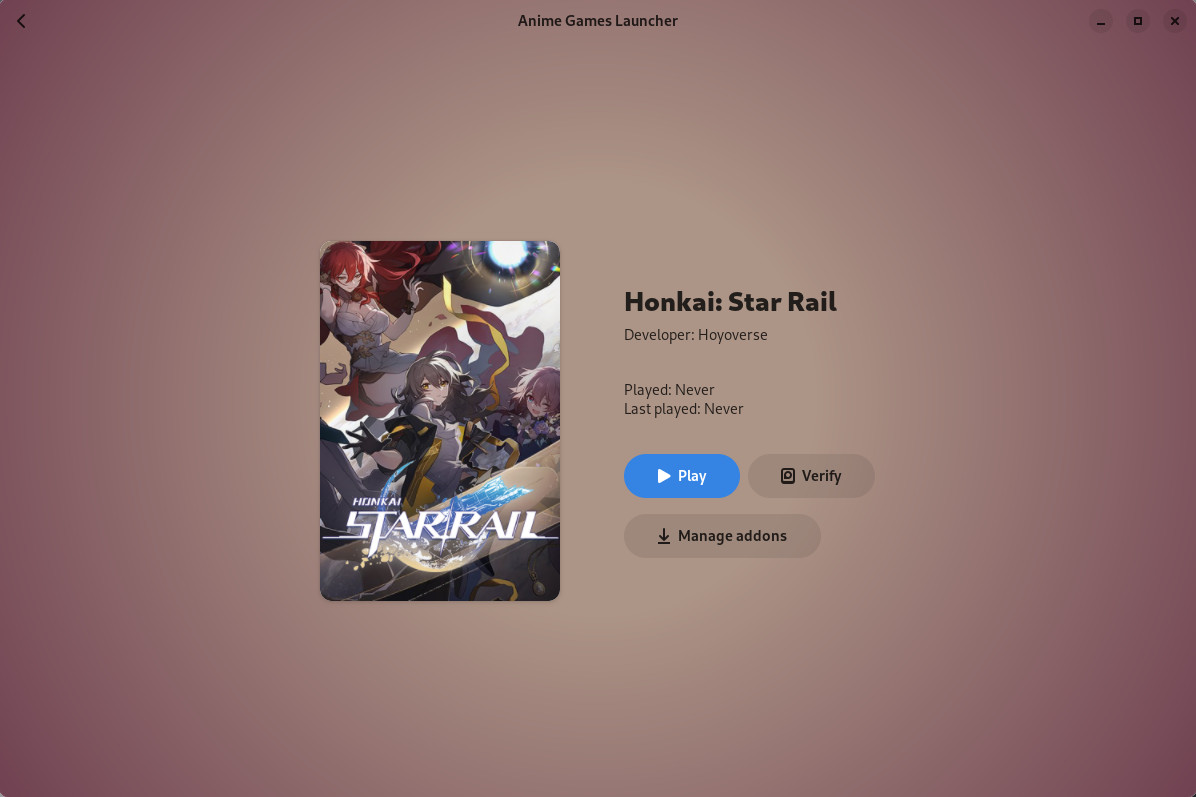 Anime Games Launcher
HONKAI
STAR RAIL
Honkai: Star Rail
Developer: Hoyoverse
Played: Never
Last played: Never
Play
Verify
Manage addons